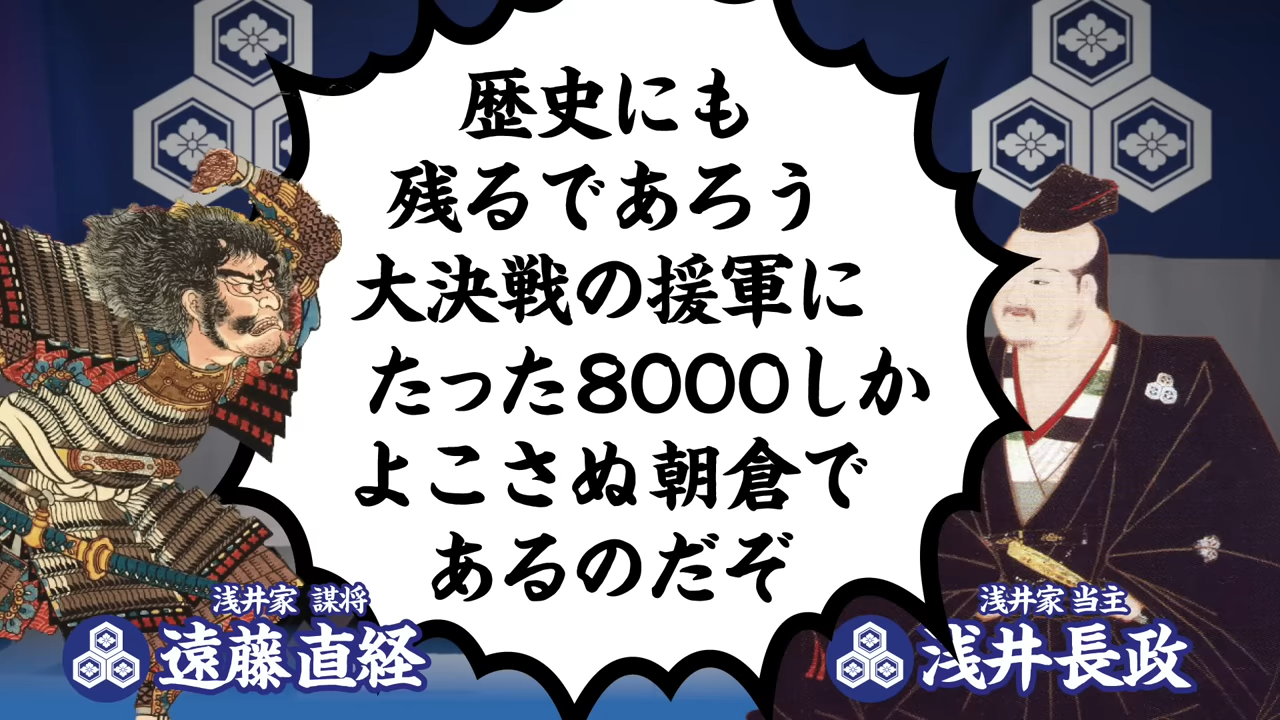 歴史にも
残るであろう
大決戦の援軍に
たった8000しか
よこさぬ朝倉で
あるのだぞ
浅井家 謀将
遠藤直経
浅井家 当主
浅井長政